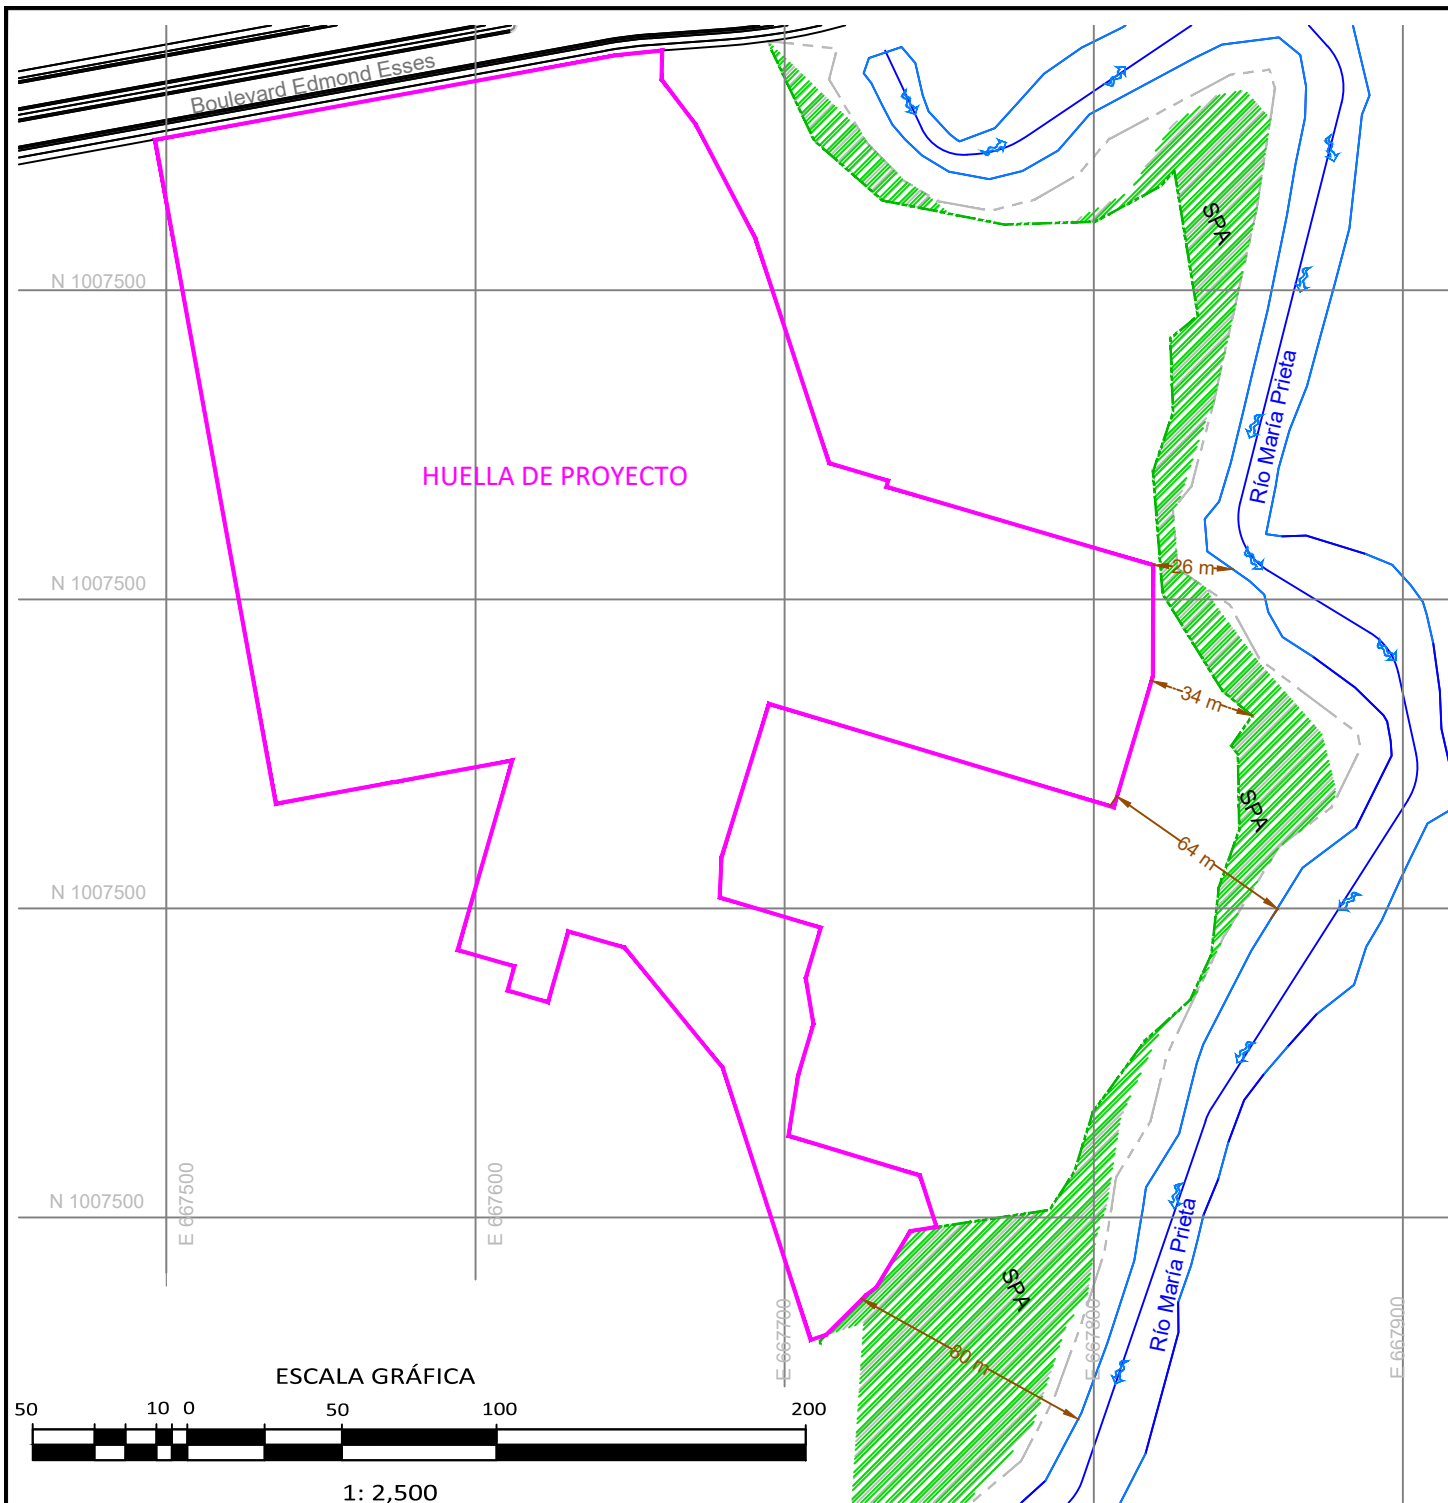 Boulevard Edmond Esses
SPA
N 1007500
Río María Prieta
HUELLA DE PROYECTO
26 m
N 1007500
34 m
SPA
64 m
N 1007500
N 1007500
E 667500
E 667600
E 667700
E 667800
E 667900
SPA
Río María Prieta
80 m
ESCALA GRÁFICA
50 10 0 50 100 200
1: 2,500